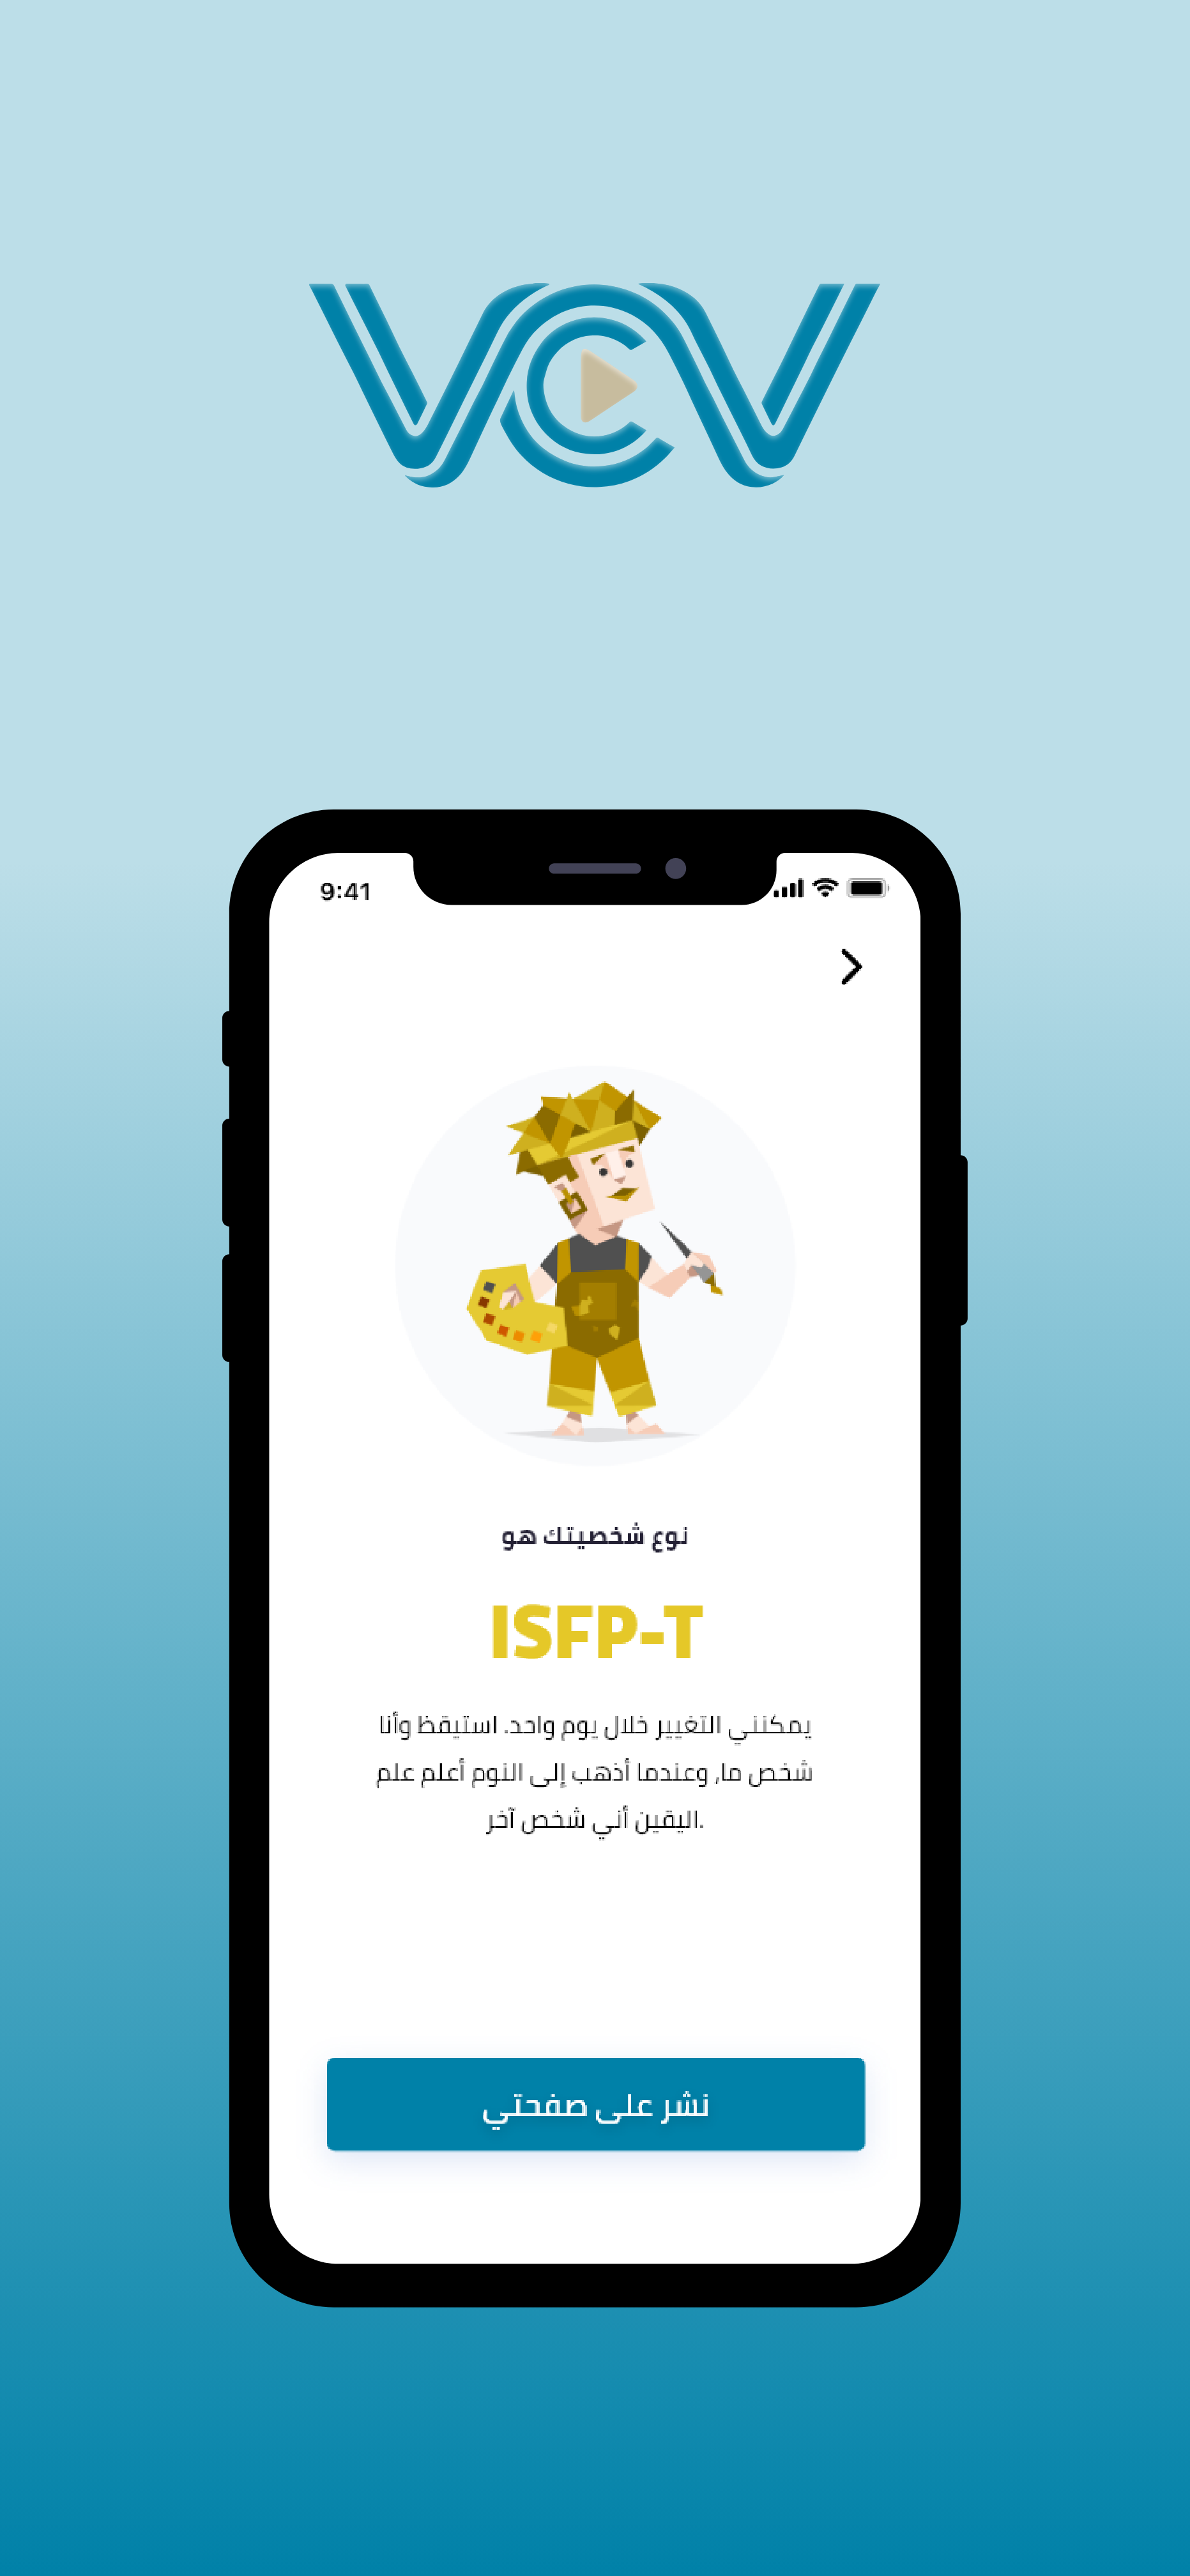 VCV
9:41
نوع شخصيتك هو
ISFP-T
يمكنني التغيير خلال يوم واحد. استيقظ وأنا
شخص ما, وعندما أذهب إلى النوم أعلم علم
.اليقين أني شخص آخر
نشر على صفحتي